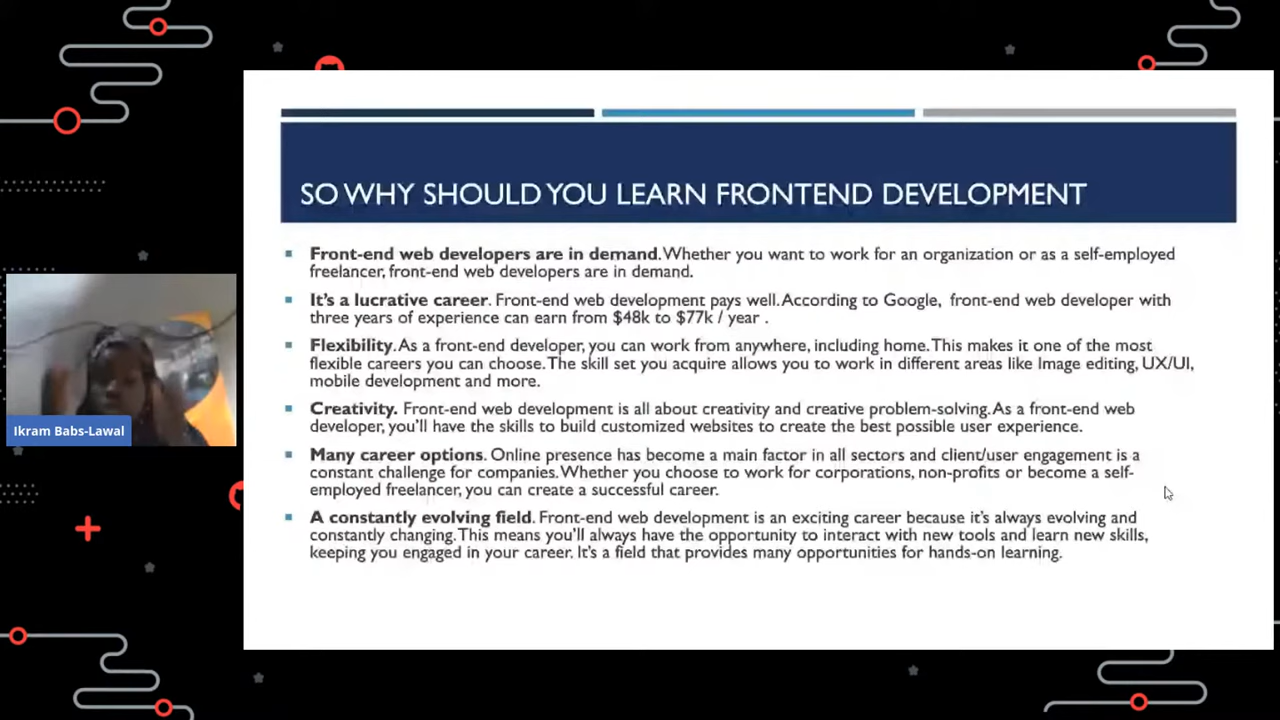 SO WHY SHOULD YOU LEARN FRONTEND DEVELOPMENT
Front-end web developers are in demand. Whether you want to work for an organization or as a self-employed
freelancer, front-end web developers are in demand.
It's a lucrative career. Front-end web development pays well. According to Google, front-end web developer with
three years of experience can earn from $48k to $77k / year .
Flexibility. As a front-end developer, you can work from anywhere, including home. This makes it one of the most
flexible careers you can choose. The skill set you acquire allows you to work in different areas like Image editing, UX/UI,
mobile development and more.
Creativity. Front-end web development is all about creativity and creative problem-solving. As a front-end web
developer, you'll have the skills to build customized websites to create the best possible user experience.
Many career options. Online presence has become a main factor in all sectors and client/user engagement is a
constant challenge for companies. Whether you choose to work for corporations, non-profits or become a self-
employed freelancer, you can create a successful career.
A constantly evolving field. Front-end web development is an exciting career because it's always evolving and
constantly changing. This means you'll always have the opportunity to interact with new tools and learn new skills,
keeping you engaged in your career. It's a field that provides many opportunities for hands-on learning.
Ikram Babs-Lawal